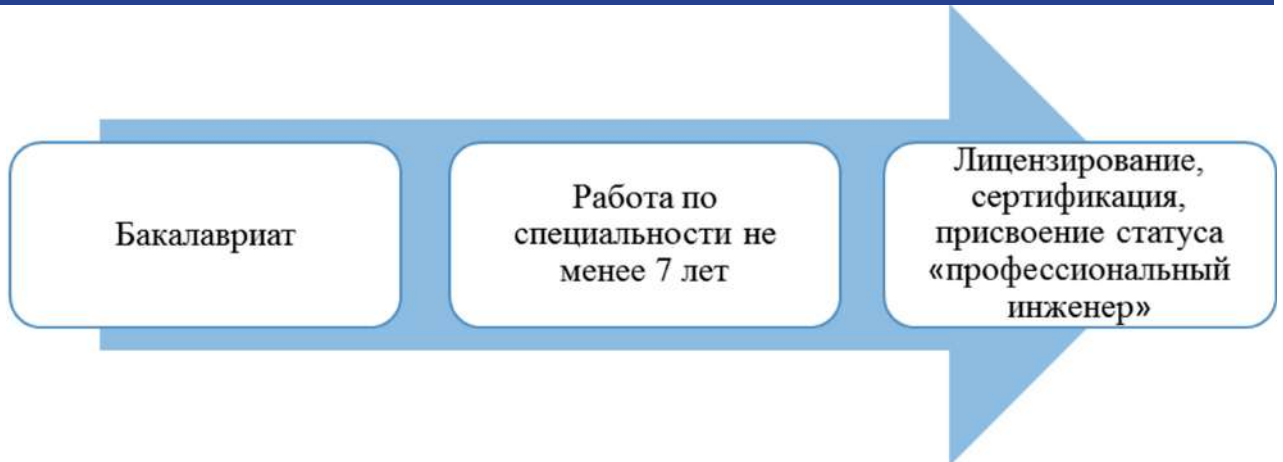 Бакалавриат
Работа по
специальности не
менее 7 лет
Лицензирование,
сертификация,
присвоение статуса
«профессиональный
инженер»